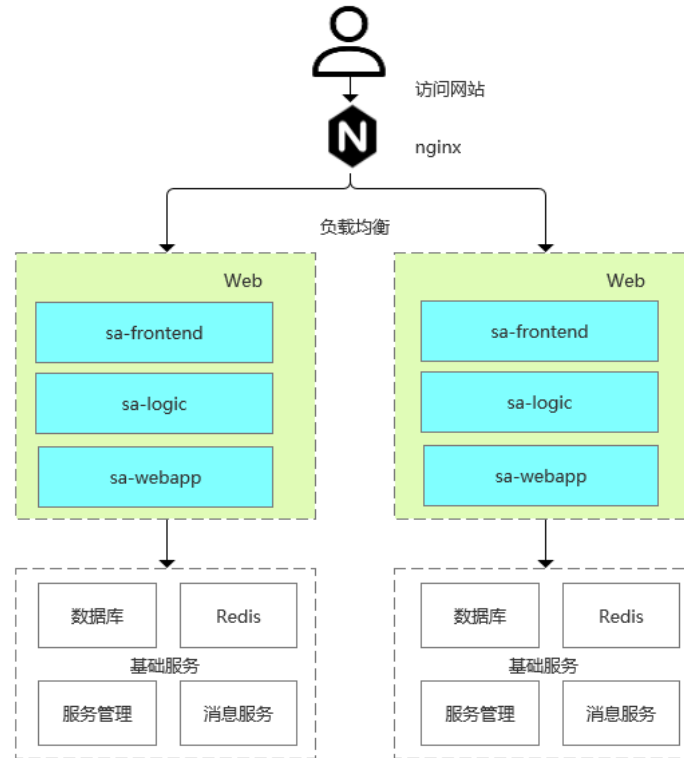 访问网站
N
nginx
负载均衡
Web
sa-frontend
sa-logic
sa-webapp
Web
sa-frontend
sa-logic
sa-webapp
数据库
Redis
基础服务
服务管理
消息服务
数据库
Redis
基础服务
服务管理
消息服务